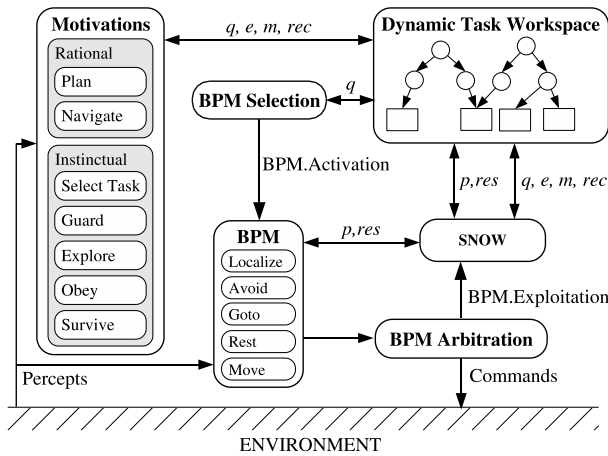 Motivations
Rational
Plan
Navigate
Instinctual
Select Task
Guard
Explore
Obey
Survive
q, e, m, rec
Dynamic Task Workspace
BPM Selection
q
BPM.Activation
p,res
q, e, m, rec
BPM
Localize
Avoid
Goto
Rest
Move
p,res
SNOW
BPM.Exploitation
BPM Arbitration
Percepts
Commands
ENVIRONMENT